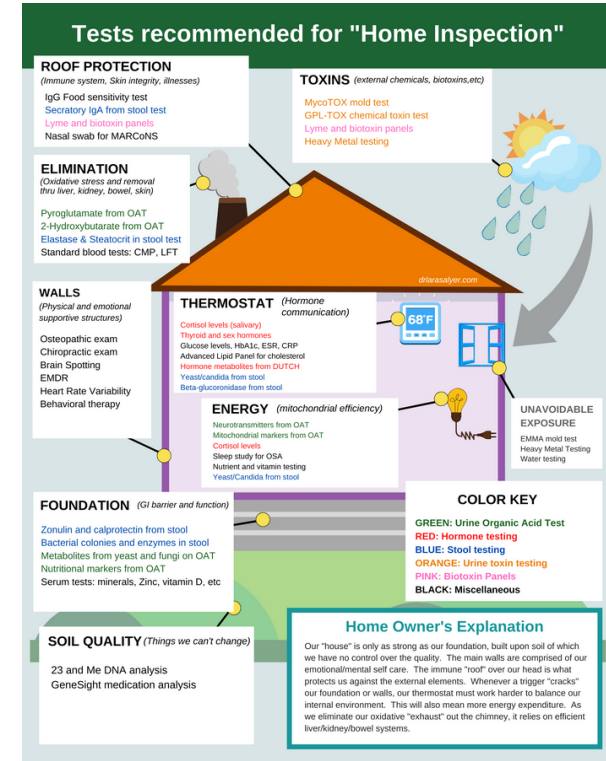 Tests recommended for "Home Inspection"
ROOF PROTECTION
(Immune system, Skin integrity, illnesses)
IgG Food sensitivity test
Secratory IgA from stool test
Lyme and biotoxin panels
Nasal swab for MARCoNS
TOXINS (external chemicals, biotoxins,etc)
MycoTOX mold test
GPL-TOX chemical toxin test
Lyme and biotoxin panels
Heavy Metal testing
ELIMINATION
(Oxidative stress and removal
thru liver, kidney, bowel, skin)
Pyroglutamate from OAT
2-Hydroxybutarate from OAT
Elastase & Steatocrit in stool test
Standard blood tests: CMP, LFT
drlarasalyer.com
WALLS
(Physical and emotional
supportive structures)
Osteopathic exam
Chiropractic exam
Brain Spotting
EMDR
Heart Rate Variability
Behavioral therapy
THERMOSTAT (Hormone
communication)
Cortisol levels (salivary)
Thyroid and sex hormones
Glucose levels, HbA1c, ESR, CRP
Advanced Lipid Panel for cholesterol
Hormone metabolites from DUTCH
Yeast/candida from stool
Beta-glucoronidase from stool
68°F
ENERGY (mitochondrial efficiency)
Neurotransmitters from OAT
Mitochondrial markers from OAT
Cortisol levels
Sleep study for OSA
Nutrient and vitamin testing
Yeast/Candida from stool
UNAVOIDABLE
EXPOSURE
EMMA mold test
Heavy Metal Testing
Water testing
FOUNDATION (GI barrier and function)
Zonulin and calprotectin from stool
Bacterial colonies and enzymes in stool
Metabolites from yeast and fungi on OAT
Nutritional markers from OAT
Serum tests: minerals, Zinc, vitamin D, etc
COLOR KEY
GREEN: Urine Organic Acid Test
RED: Hormone testing
BLUE: Stool testing
ORANGE: Urine toxin testing
PINK: Biotoxin Panels
BLACK: Miscellaneous
SOIL QUALITY (Things we can't change)
23 and Me DNA analysis
GeneSight medication analysis
Home Owner's Explanation
Our "house" is only as strong as our foundation, built upon soil of which
we have no control over the quality. The main walls are comprised of our
emotional/mental self care. The immune "roof" over our head is what
protects us against the external elements. Whenever a trigger "cracks"
our foundation or walls, our thermostat must work harder to balance our
internal environment. This will also mean more energy expenditure. As
we eliminate our oxidative "exhaust" out the chimney, it relies on efficient
liver/kidney/bowel systems.